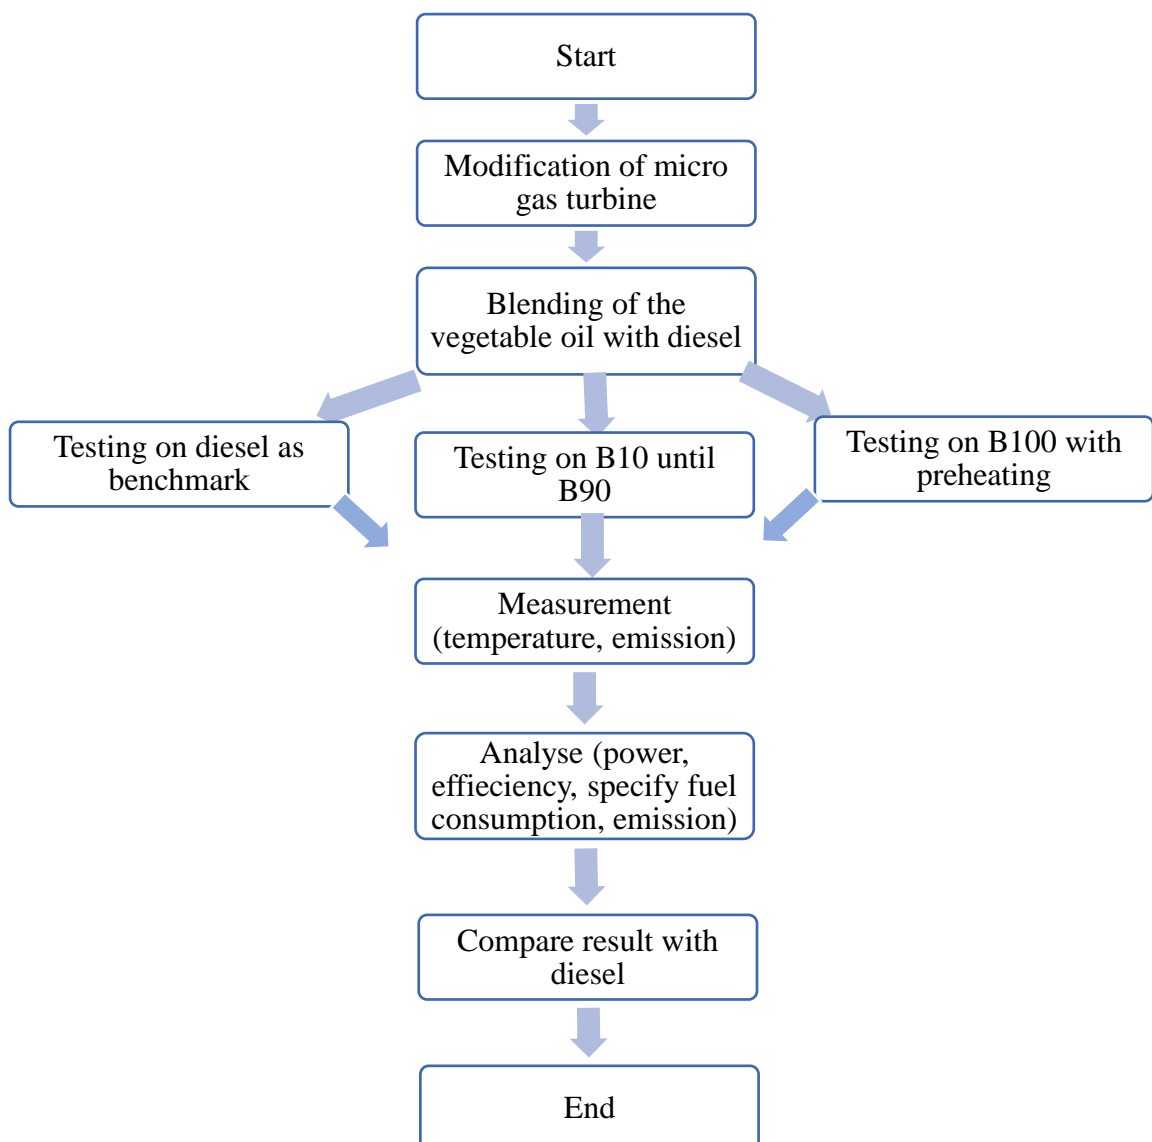 Start
Modification of micro
gas turbine
Blending of the
vegetable oil with diesel
Testing on diesel as
benchmark
Testing on B10 until
B90
Testing on B100 with
preheating
Measurement
(temperature, emission)
Analyse (power,
effieciency, specify fuel
consumption, emission)
Compare result with
diesel
End